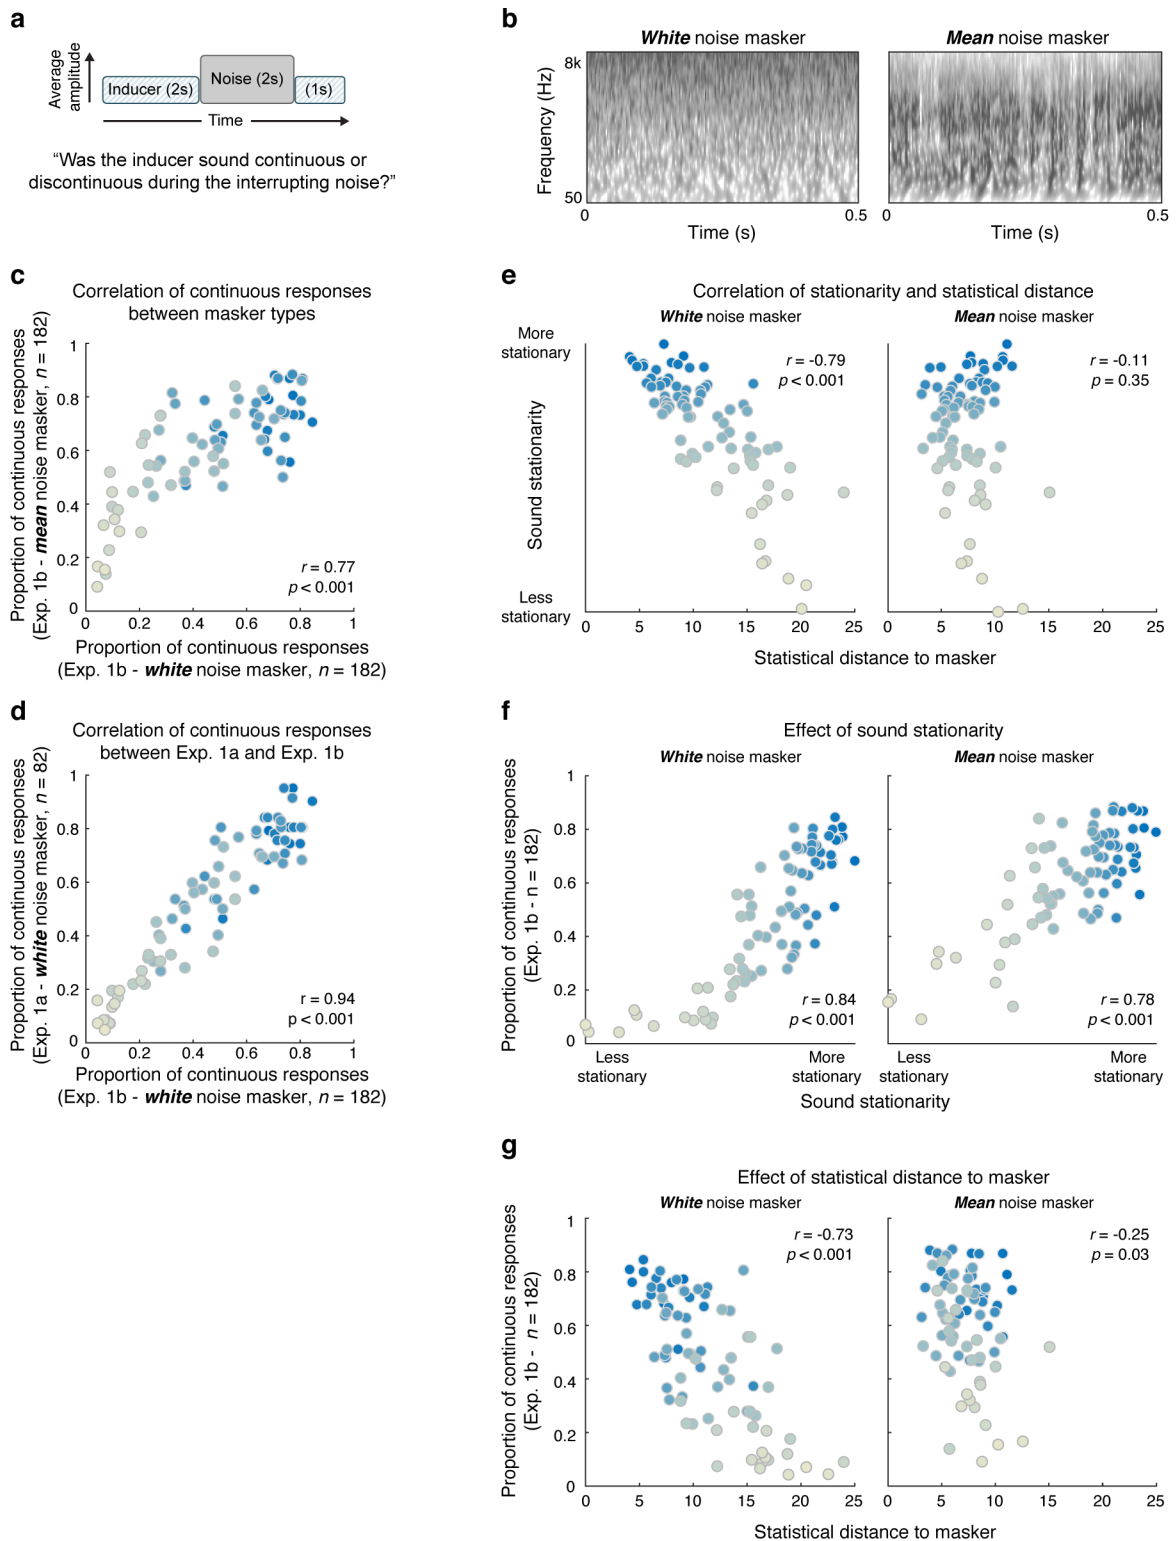 a
Average
amplitude
Inducer (2s)
Noise (2s)
(1s)
Time
“Was the inducer sound continuous or
discontinuous during the interrupting noise?”
b
White noise masker
Mean noise masker
Frequency (Hz)
8k
50
0
0.5
0
0.5
Time (s)
Time (s)
c
Correlation of continuous responses
between masker types
Proportion of continuous responses
(Exp. 1b - mean noise masker, n = 182)
1
0.8
0.6
0.4
0.2
0
r = 0.77
p < 0.001
0
0.2
0.4
0.6
0.8
1
Proportion of continuous responses
(Exp. 1b - white noise masker, n = 182)
d
Correlation of continuous responses
between Exp. 1a and Exp. 1b
Proportion of continuous responses
(Exp. 1a - white noise masker, n = 82)
1
0.8
0.6
0.4
0.2
0
r = 0.94
p < 0.001
0
0.2
0.4
0.6
0.8
1
Proportion of continuous responses
(Exp. 1b - white noise masker, n = 182)
e
Correlation of stationarity and statistical distance
White noise masker
Mean noise masker
More
stationary
Sound stationarity
Less
stationary
r = -0.79
p < 0.001
r = -0.11
p = 0.35
0
5
10
15
20
25
0
5
10
15
20
25
Statistical distance to masker
f
Effect of sound stationarity
White noise masker
Mean noise masker
Proportion of continuous responses
(Exp. 1b - n = 182)
1
0.8
0.6
0.4
0.2
0
r = 0.84
p < 0.001
r = 0.78
p < 0.001
Less
stationary
More
stationary
Less
stationary
More
stationary
Sound stationarity
g
Effect of statistical distance to masker
White noise masker
Mean noise masker
Proportion of continuous responses
(Exp. 1b - n = 182)
1
0.8
0.6
0.4
0.2
0
r = -0.73
p < 0.001
r = -0.25
p = 0.03
0
5
10
15
20
25
0
5
10
15
20
25
Statistical distance to masker